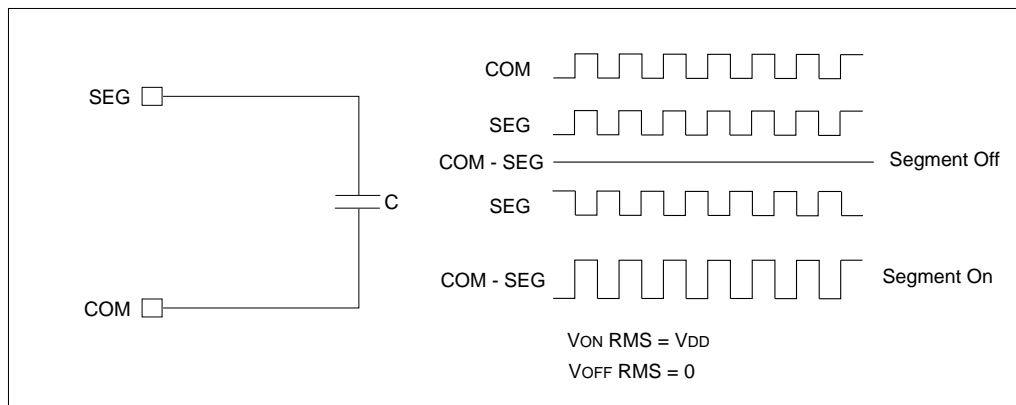 SEG
C
COM
COM
SEG
COM - SEG
Segment Off
SEG
COM - SEG
Segment On
VON RMS = VDD
VOFF RMS = 0